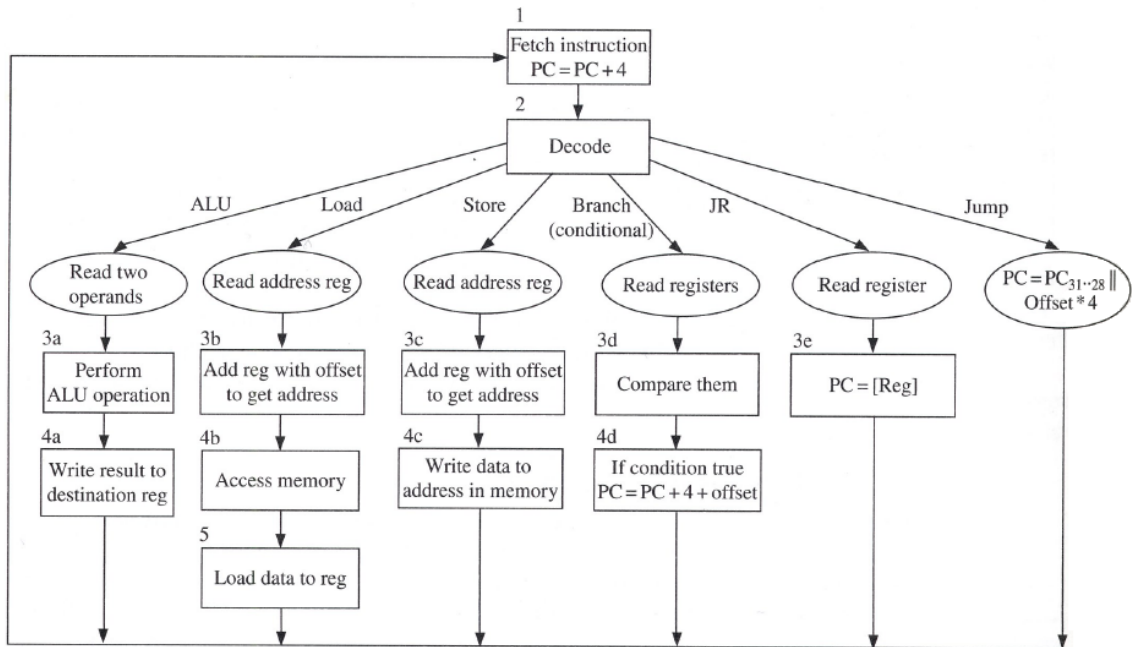 1
Fetch instruction
PC = PC + 4
2
Decode
ALU
Load
Store
Branch
(conditional)
JR
Jump
Read two
operands
Read address reg
Read address reg
Read registers
Read register
PC = PC31··28 ||
Offset * 4
3a
Perform
ALU operation
3b
Add reg with offset
to get address
3c
Add reg with offset
to get address
3d
Compare them
3e
PC = [Reg]
4a
Write result to
destination reg
4b
Access memory
4c
Write data to
address in memory
4d
If condition true
PC = PC + 4 + offset
5
Load data to reg